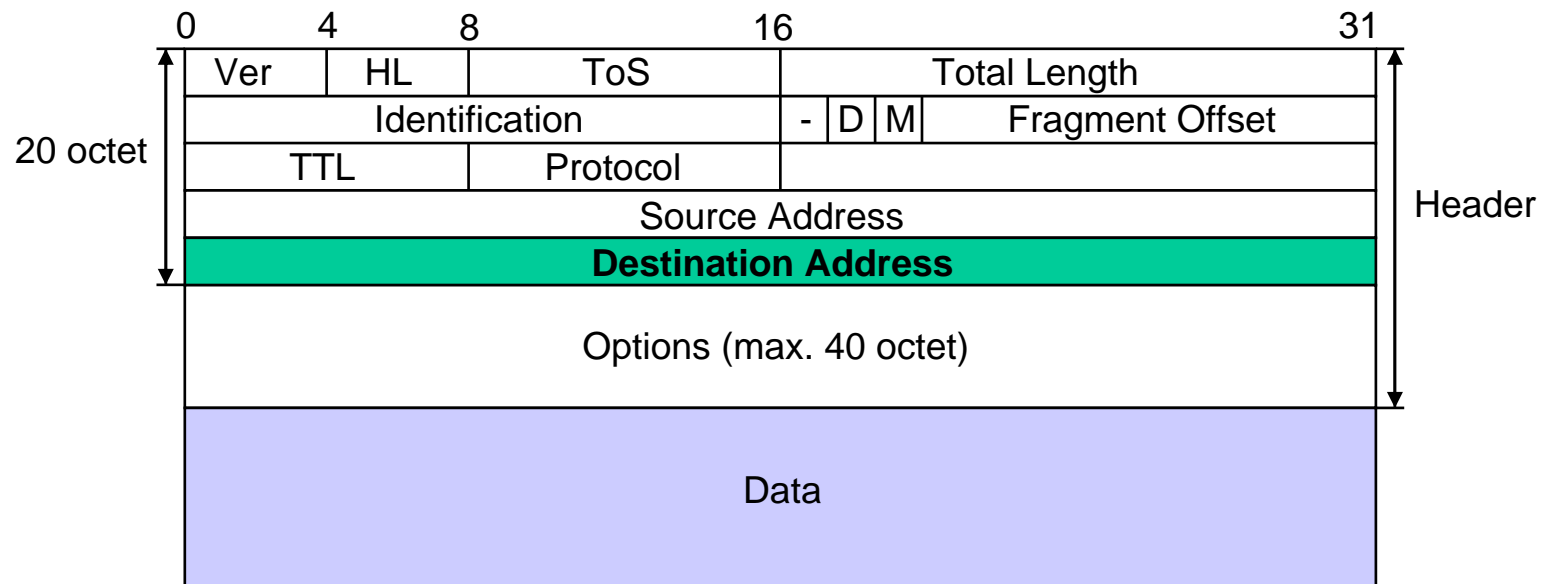 0 4 8 16 31
Ver HL ToS Total Length
Identification - D M Fragment Offset
20 octet
TTL Protocol
Source Address
Header
Destination Address
Options (max. 40 octet)
Data